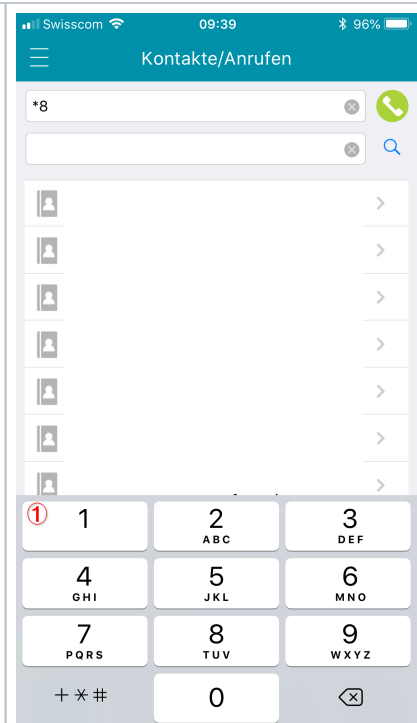 Swisscom 09:39 96%
Kontakte/Anrufen
*8
① 1 2 3
ABC DEF
4 5 6
GHI JKL MNO
7 8 9
PQRS TUV WXYZ
+*# 0